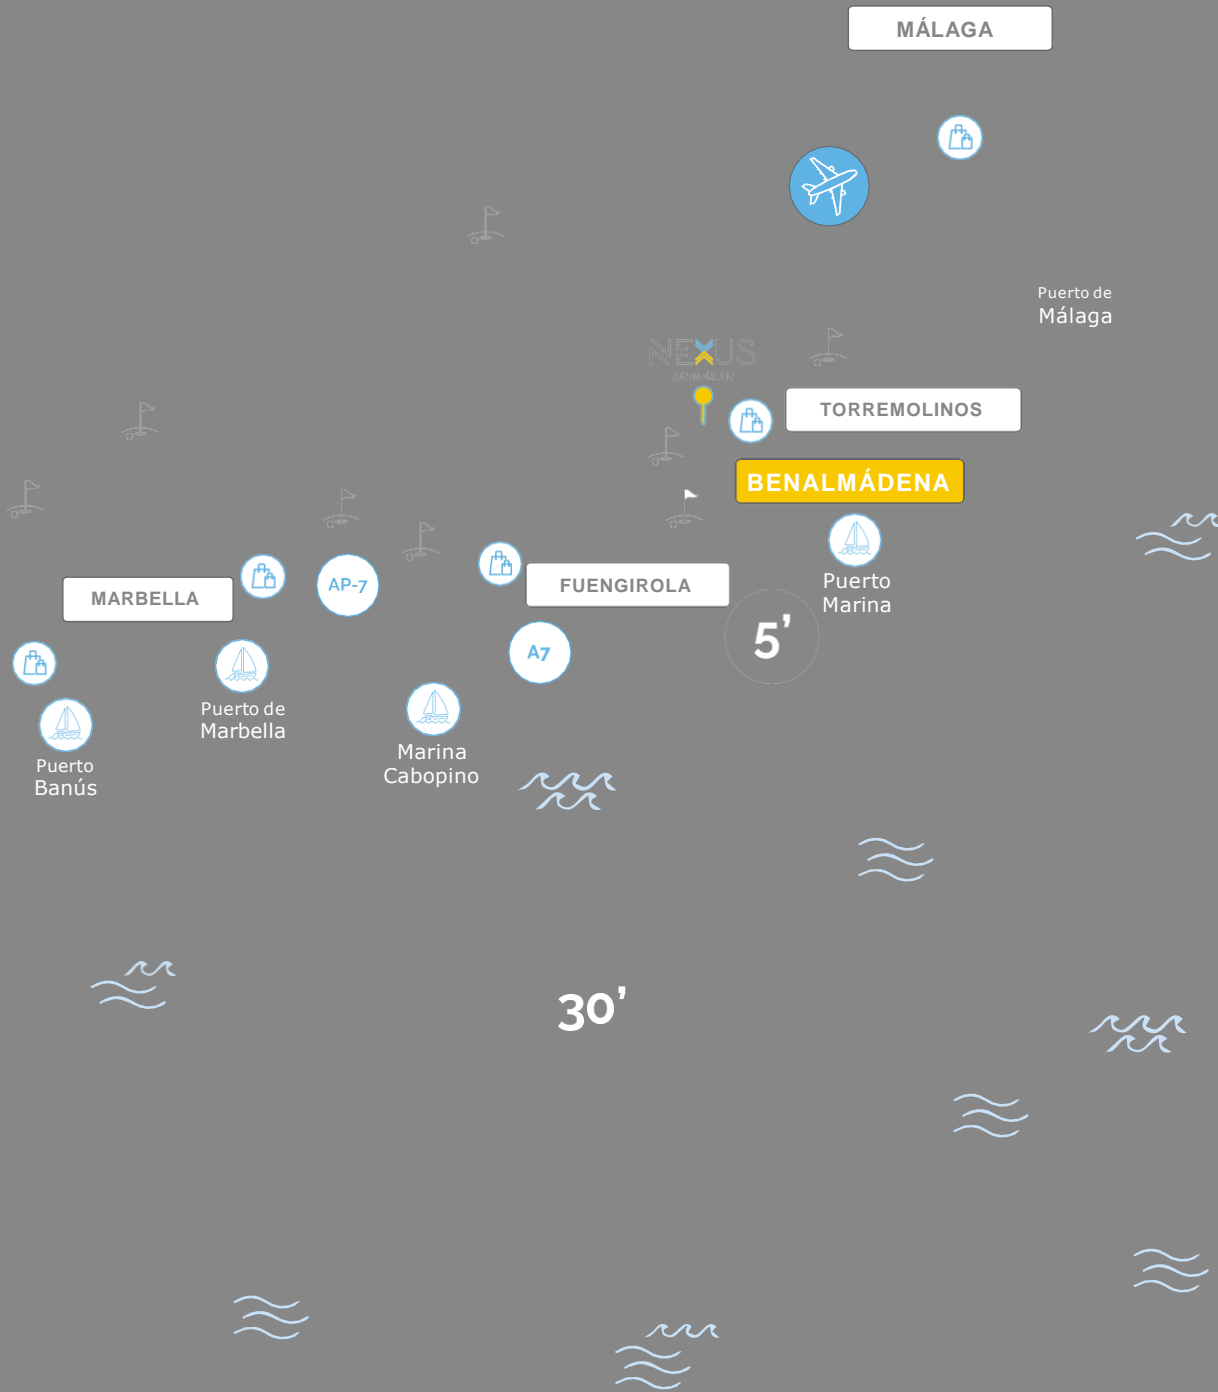 MÁLAGA
Puerto de
Málaga
NEXUS
TORREMOLINOS
BENALMÁDENA
Puerto
Marina
FUENGIROLA
AP-7
MARBELLA
5’
A7
Puerto de
Marbella
Marina
Cabopino
Puerto
Banús
30’